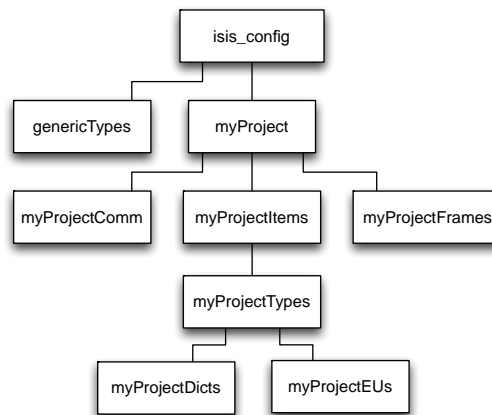 isis_config
genericTypes
myProject
myProjectComm
myProjectItems
myProjectFrames
myProjectTypes
myProjectDicts
myProjectEUs